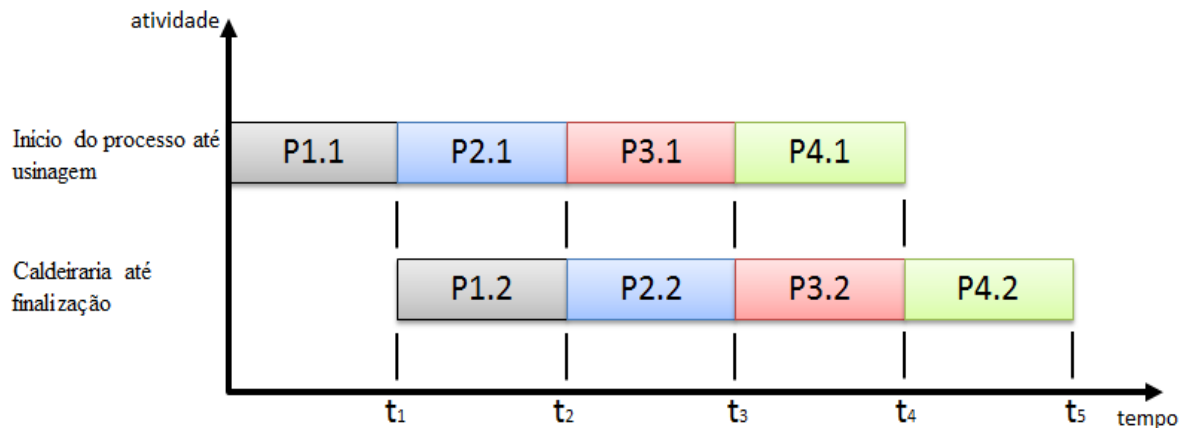 atividade
Início do processo até
usinagem
P1.1 P2.1 P3.1 P4.1
Caldeiraria até
finalização
P1.2 P2.2 P3.2 P4.2
t1 t2 t3 t4 t5 tempo